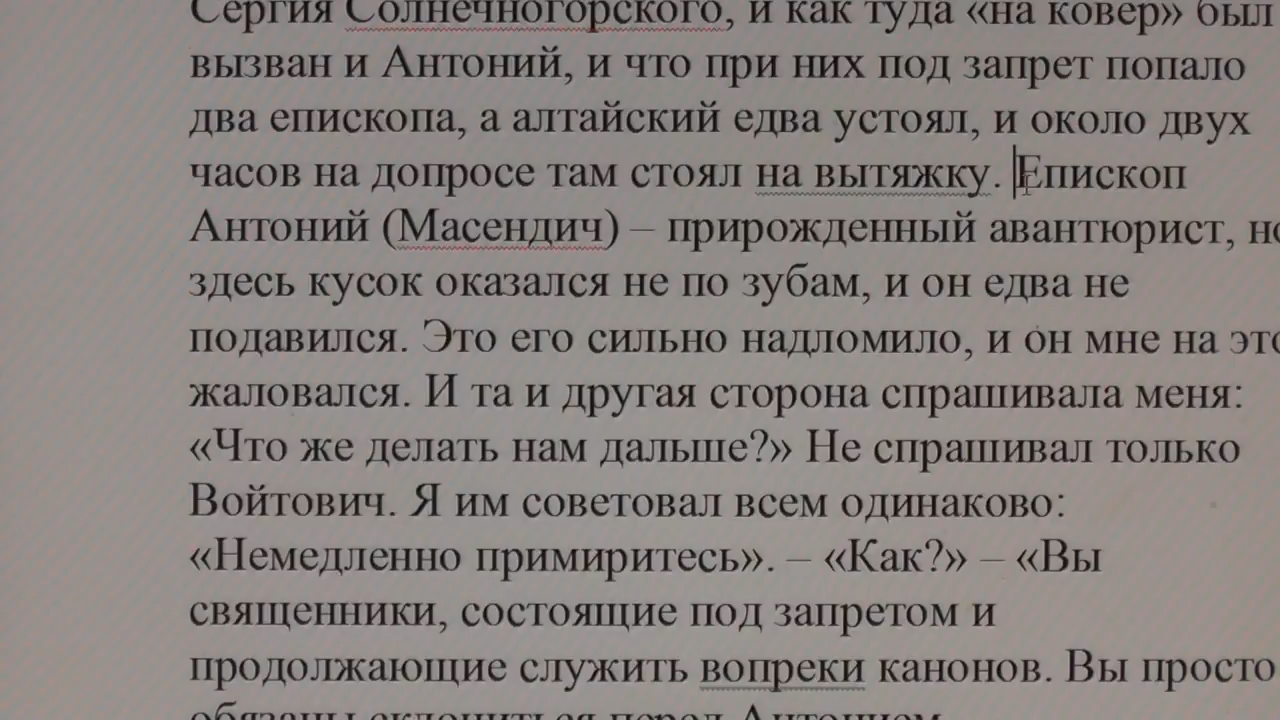 Сергия Солнечногорского, и как туда «на ковер» был
вызван и Антоний, и что при них под запрет попало
два епископа, а алтайский едва устоял, и около двух
часов на допросе там стоял на вытяжку. Епископ
Антоний (Масендич) – прирожденный авантюрист, но
здесь кусок оказался не по зубам, и он едва не
подавился. Это его сильно надломило, и он мне на это
жаловался. И та и другая сторона спрашивала меня:
«Что же делать нам дальше?» Не спрашивал только
Войтович. Я им советовал всем одинаково:
«Немедленно примиритесь». – «Как?» – «Вы
священники, состоящие под запретом и
продолжающие служить вопреки канонов. Вы просто
обязаны склониться перед Антонием